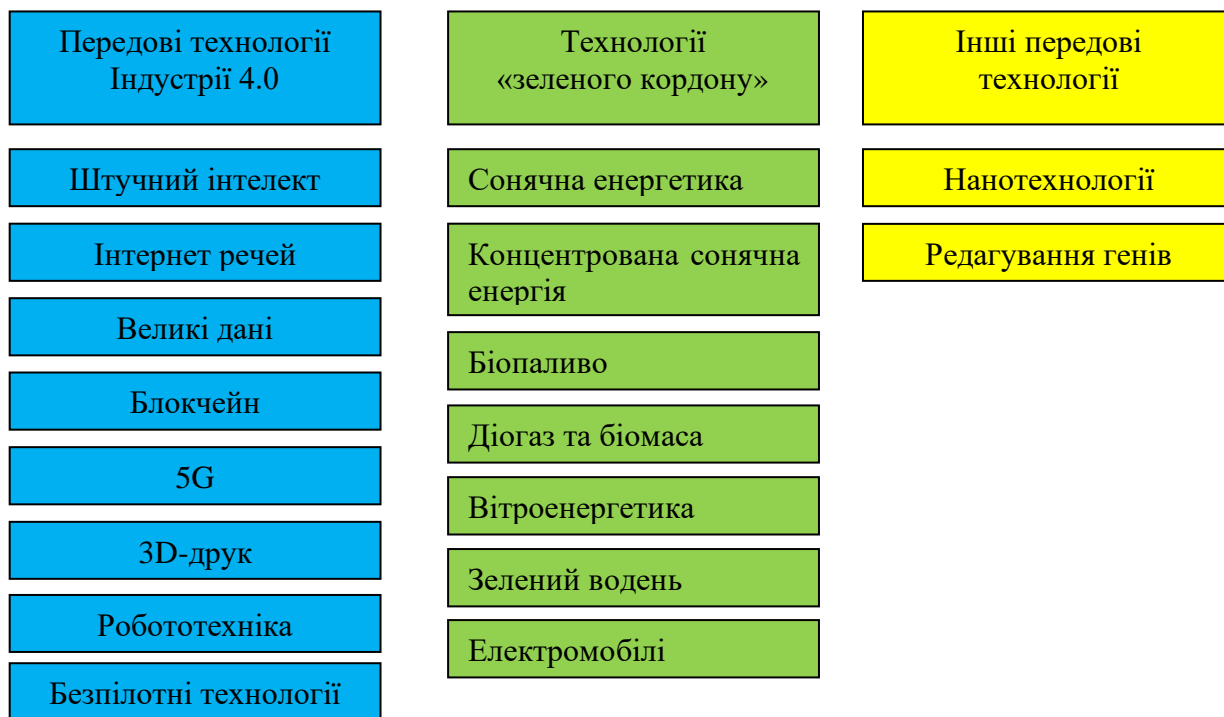 Передові технології
Індустрії 4.0
Штучний інтелект
Інтернет речей
Великі дані
Блокчейн
5G
3D-друк
Робототехніка
Безпілотні технології
Технології
«зеленого кордону»
Сонячна енергетика
Концентрована сонячна
енергія
Біопаливо
Діогаз та біомаса
Вітроенергетика
Зелений водень
Електромобілі
Інші передові
технології
Нанотехнології
Редагування генів